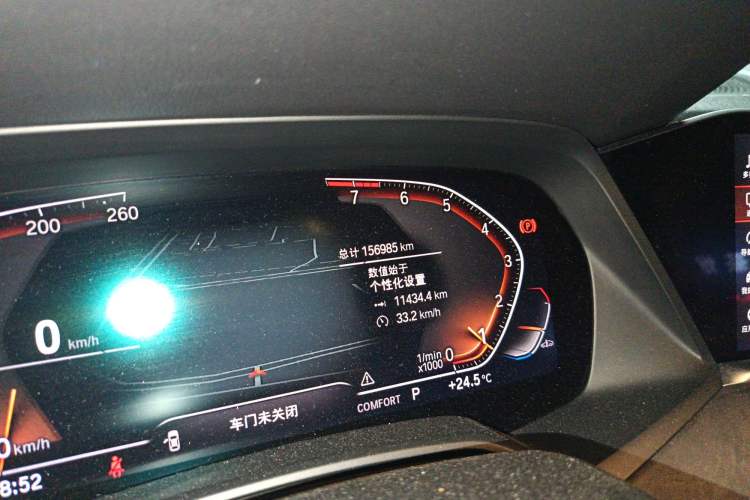 200
260
0 km/h
7
6
5
4
3
2
1
0
1/min
x1000
总计 156985 km
数值始于
个性化设置
11434.4 km
33.2 km/h
P
COMFORT P +24.5°C
车门未关闭
0 km/h
8:52